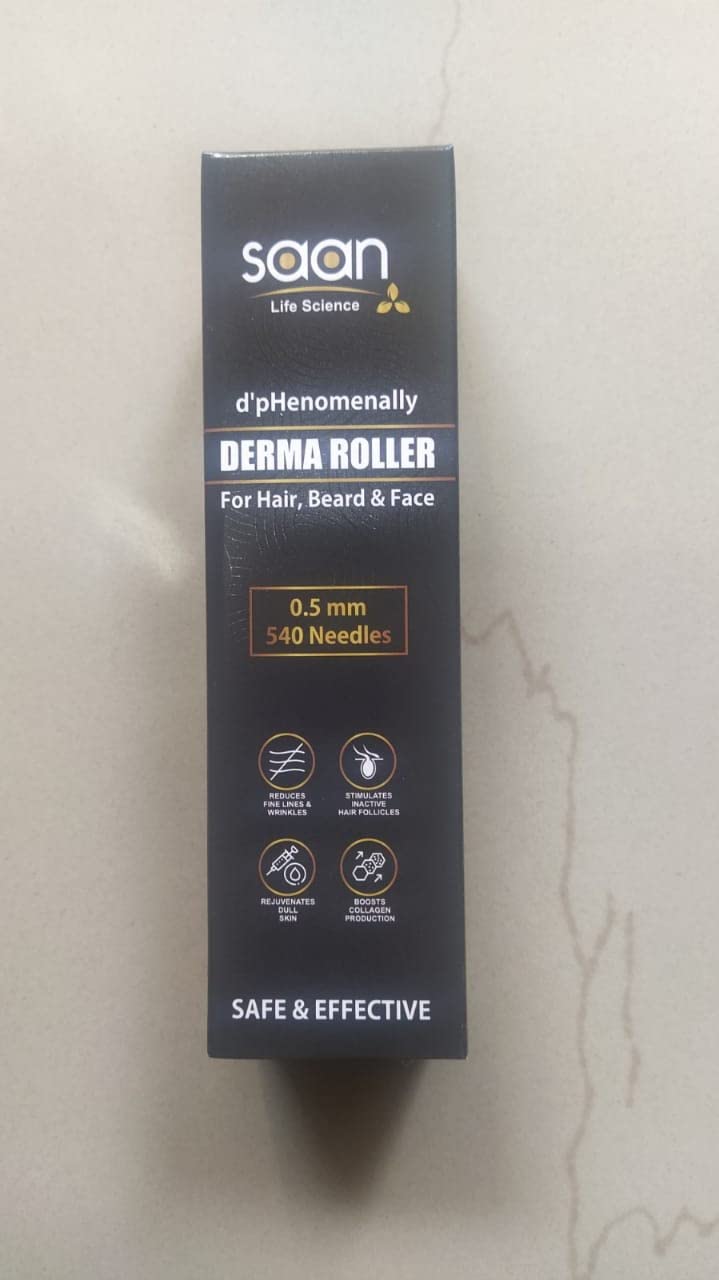 saan
Life Science
d'pHenomenally
DERMA ROLLER
For Hair, Beard & Face
0.5 mm
540 Needles
REDUCES
FINE LINES &
WRINKLES
STIMULATES
INACTIVE
HAIR FOLLICLES
REJUVENATES
DULL
SKIN
BOOSTS
COLLAGEN
PRODUCTION
SAFE & EFFECTIVE